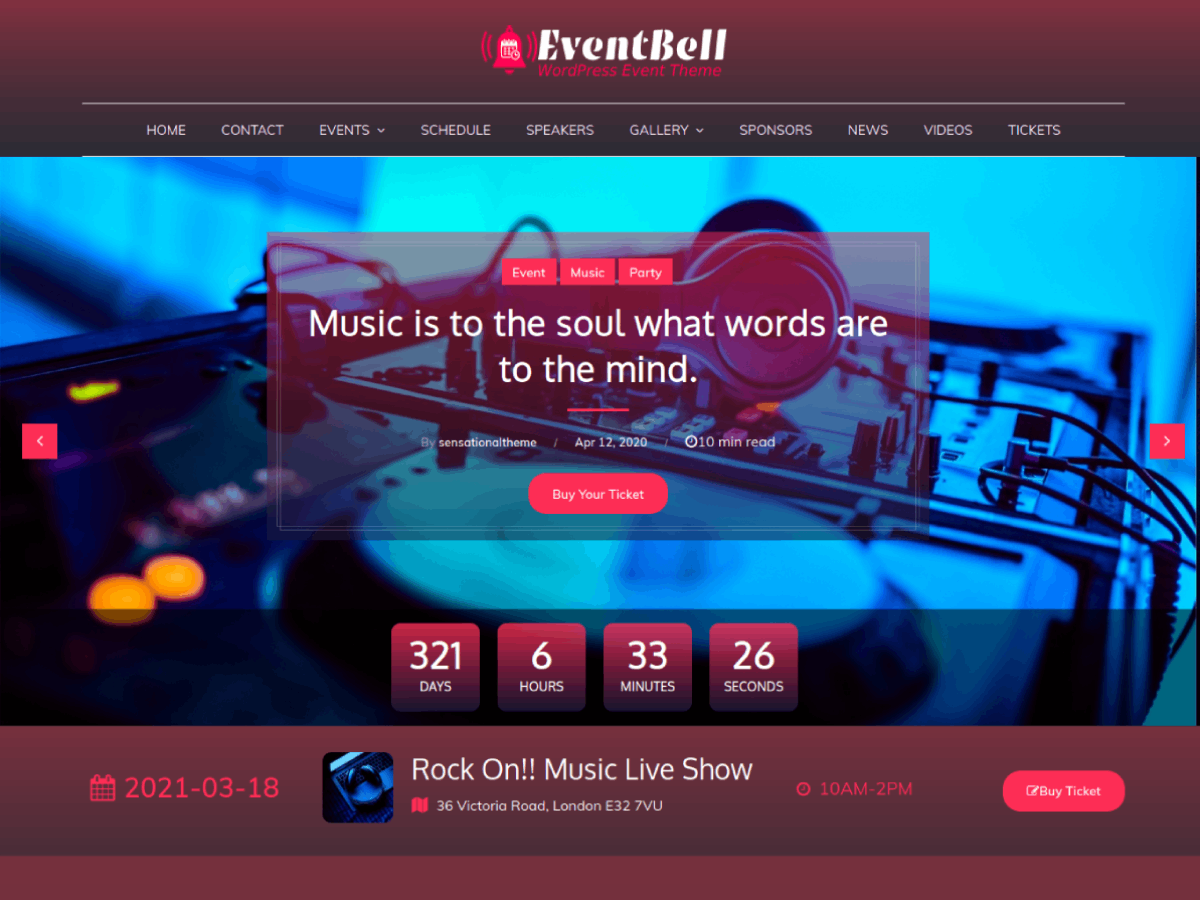 EventBell
WordPress Event Theme
HOME CONTACT EVENTS SCHEDULE SPEAKERS GALLERY SPONSORS NEWS VIDEOS TICKETS
Event Music Party
Music is to the soul what words are
to the mind.
By sensationaltheme / Apr 12, 2020 / 10 min read
Buy Your Ticket
321 6 33 26
DAYS HOURS MINUTES SECONDS
2021-03-18
Rock On!! Music Live Show
36 Victoria Road, London E32 7VU
10AM-2PM
Buy Ticket